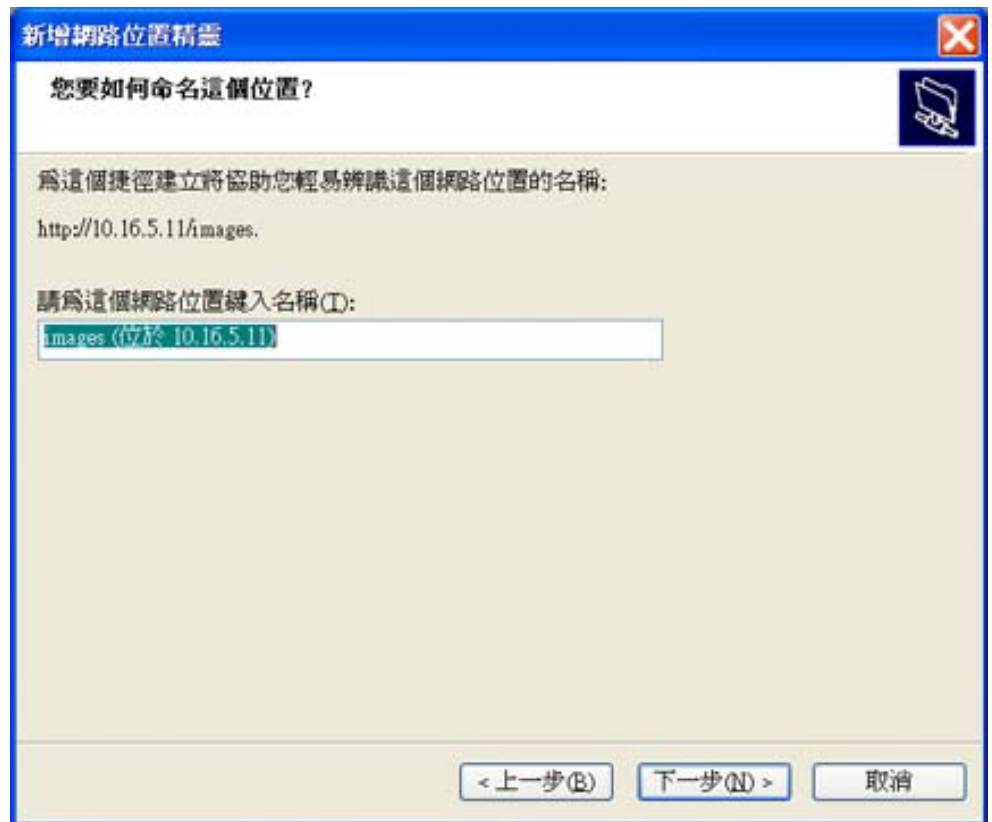 新增網路位置精靈
您要如何命名這個位置?
為這個捷徑建立將協助您輕易辨識這個網路位置的名稱:
http://10.16.5.11/images.
請為這個網路位置鍵入名稱(T):
images (位於 10.16.5.11)
< 上一步(B) 下一步(N) > 取消